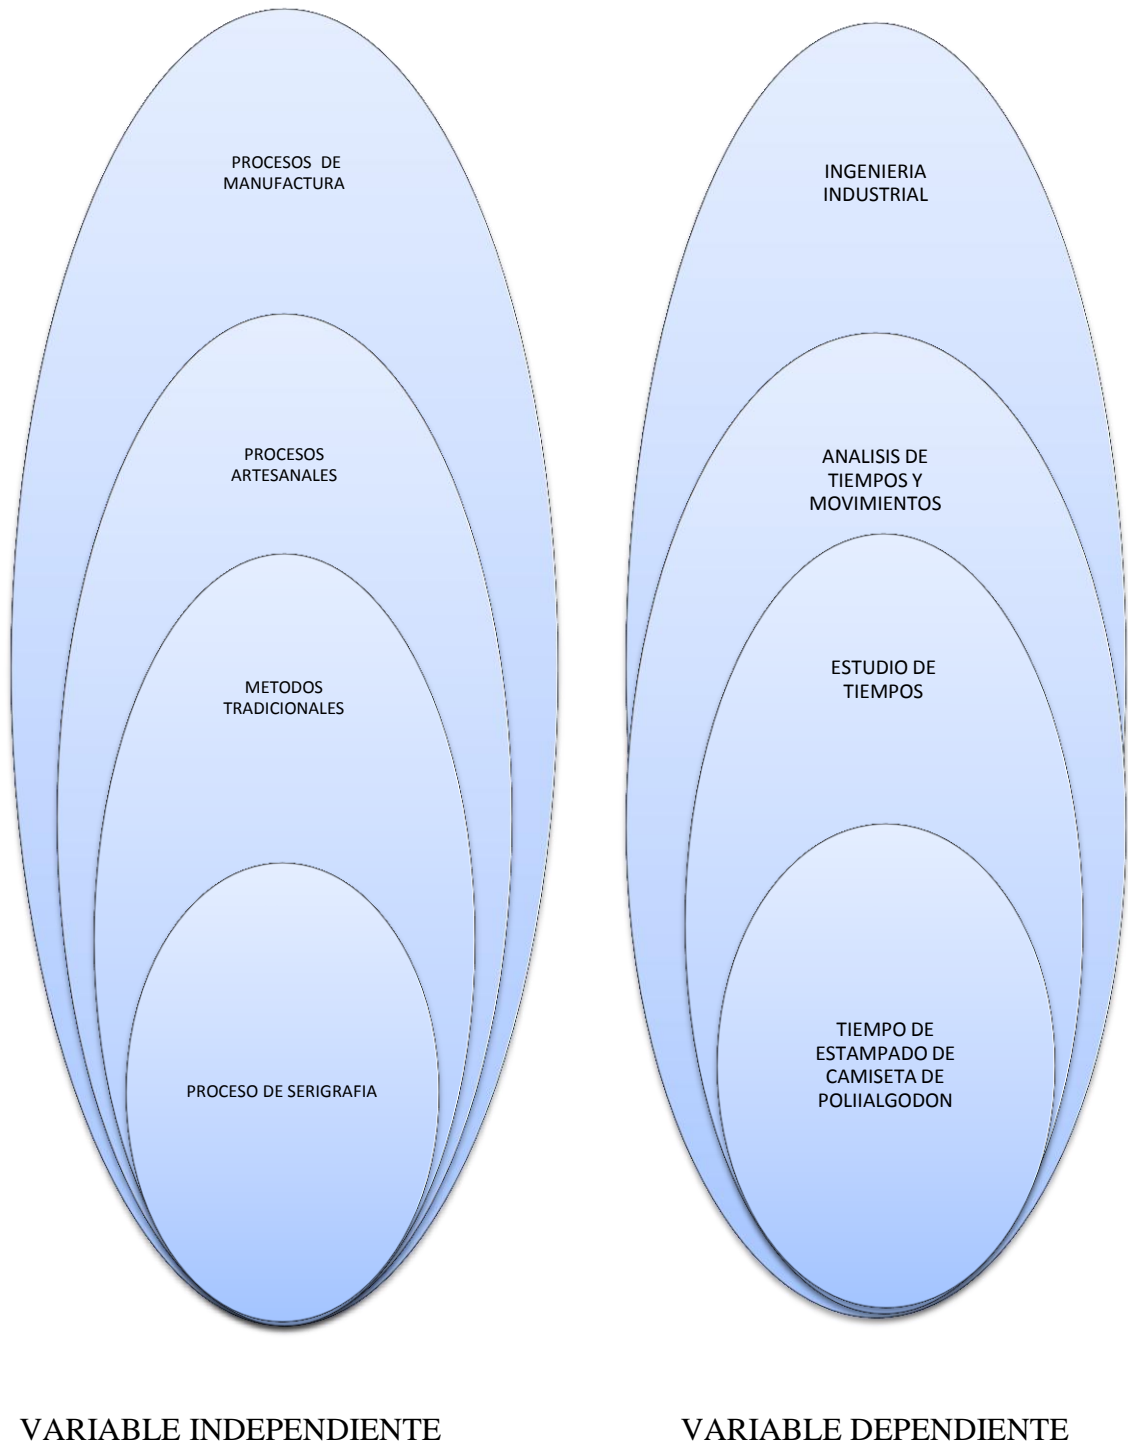 PROCESOS DE
MANUFACTURA
PROCESOS
ARTESANALES
METODOS
TRADICIONALES
PROCESO DE SERIGRAFIA
VARIABLE INDEPENDIENTE
INGENIERIA
INDUSTRIAL
ANALISIS DE
TIEMPOS Y
MOVIMIENTOS
ESTUDIO DE
TIEMPOS
TIEMPO DE
ESTAMPADO DE
CAMISETA DE
POLIIALGODON
VARIABLE DEPENDIENTE